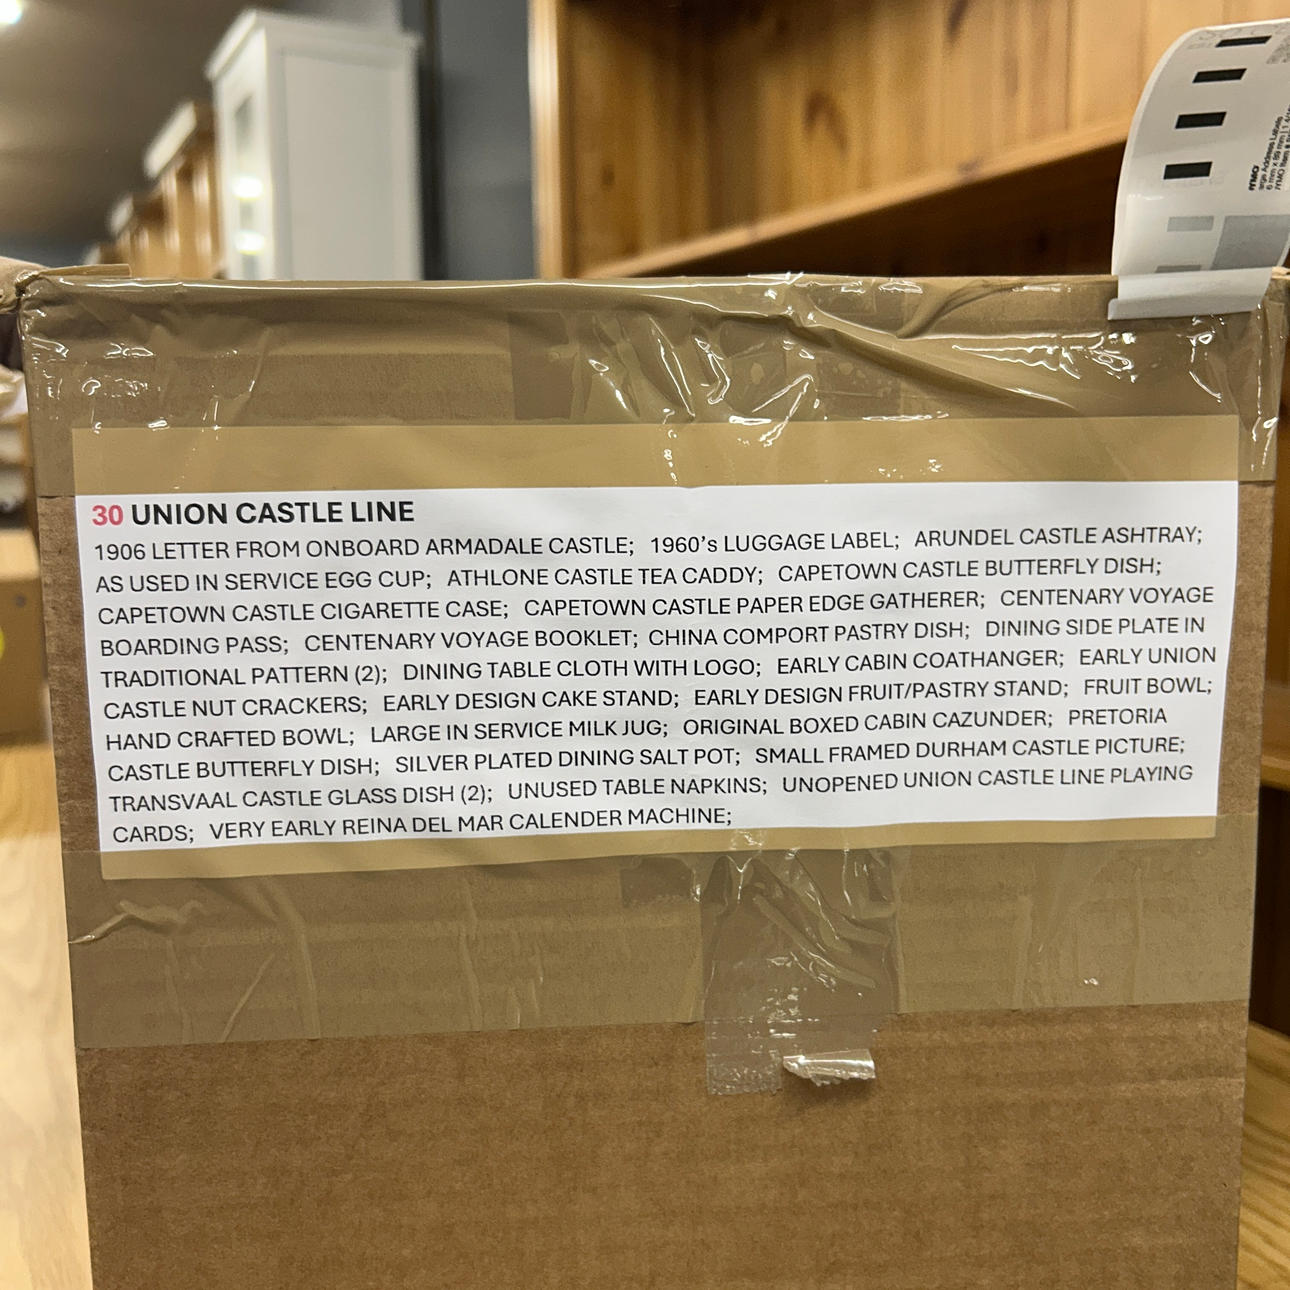 30 UNION CASTLE LINE
1906 LETTER FROM ONBOARD ARMADALE CASTLE; 1960's LUGGAGE LABEL; ARUNDEL CASTLE ASHTRAY;
AS USED IN SERVICE EGG CUP; ATHLONE CASTLE TEA CADDY; CAPETOWN CASTLE BUTTERFLY DISH;
CAPETOWN CASTLE CIGARETTE CASE; CAPETOWN CASTLE PAPER EDGE GATHERER; CENTENARY VOYAGE
BOARDING PASS; CENTENARY VOYAGE BOOKLET; CHINA COMPORT PASTRY DISH; DINING SIDE PLATE IN
TRADITIONAL PATTERN (2); DINING TABLE CLOTH WITH LOGO; EARLY CABIN COATHANGER; EARLY UNION
CASTLE NUT CRACKERS; EARLY DESIGN CAKE STAND; EARLY DESIGN FRUIT/PASTRY STAND; FRUIT BOWL;
HAND CRAFTED BOWL; LARGE IN SERVICE MILK JUG; ORIGINAL BOXED CABIN CAZUNDER; PRETORIA
CASTLE BUTTERFLY DISH; SILVER PLATED DINING SALT POT; SMALL FRAMED DURHAM CASTLE PICTURE;
TRANSVAAL CASTLE GLASS DISH (2); UNUSED TABLE NAPKINS; UNOPENED UNION CASTLE LINE PLAYING
CARDS; VERY EARLY REINA DEL MAR CALENDER MACHINE;
Address Labels